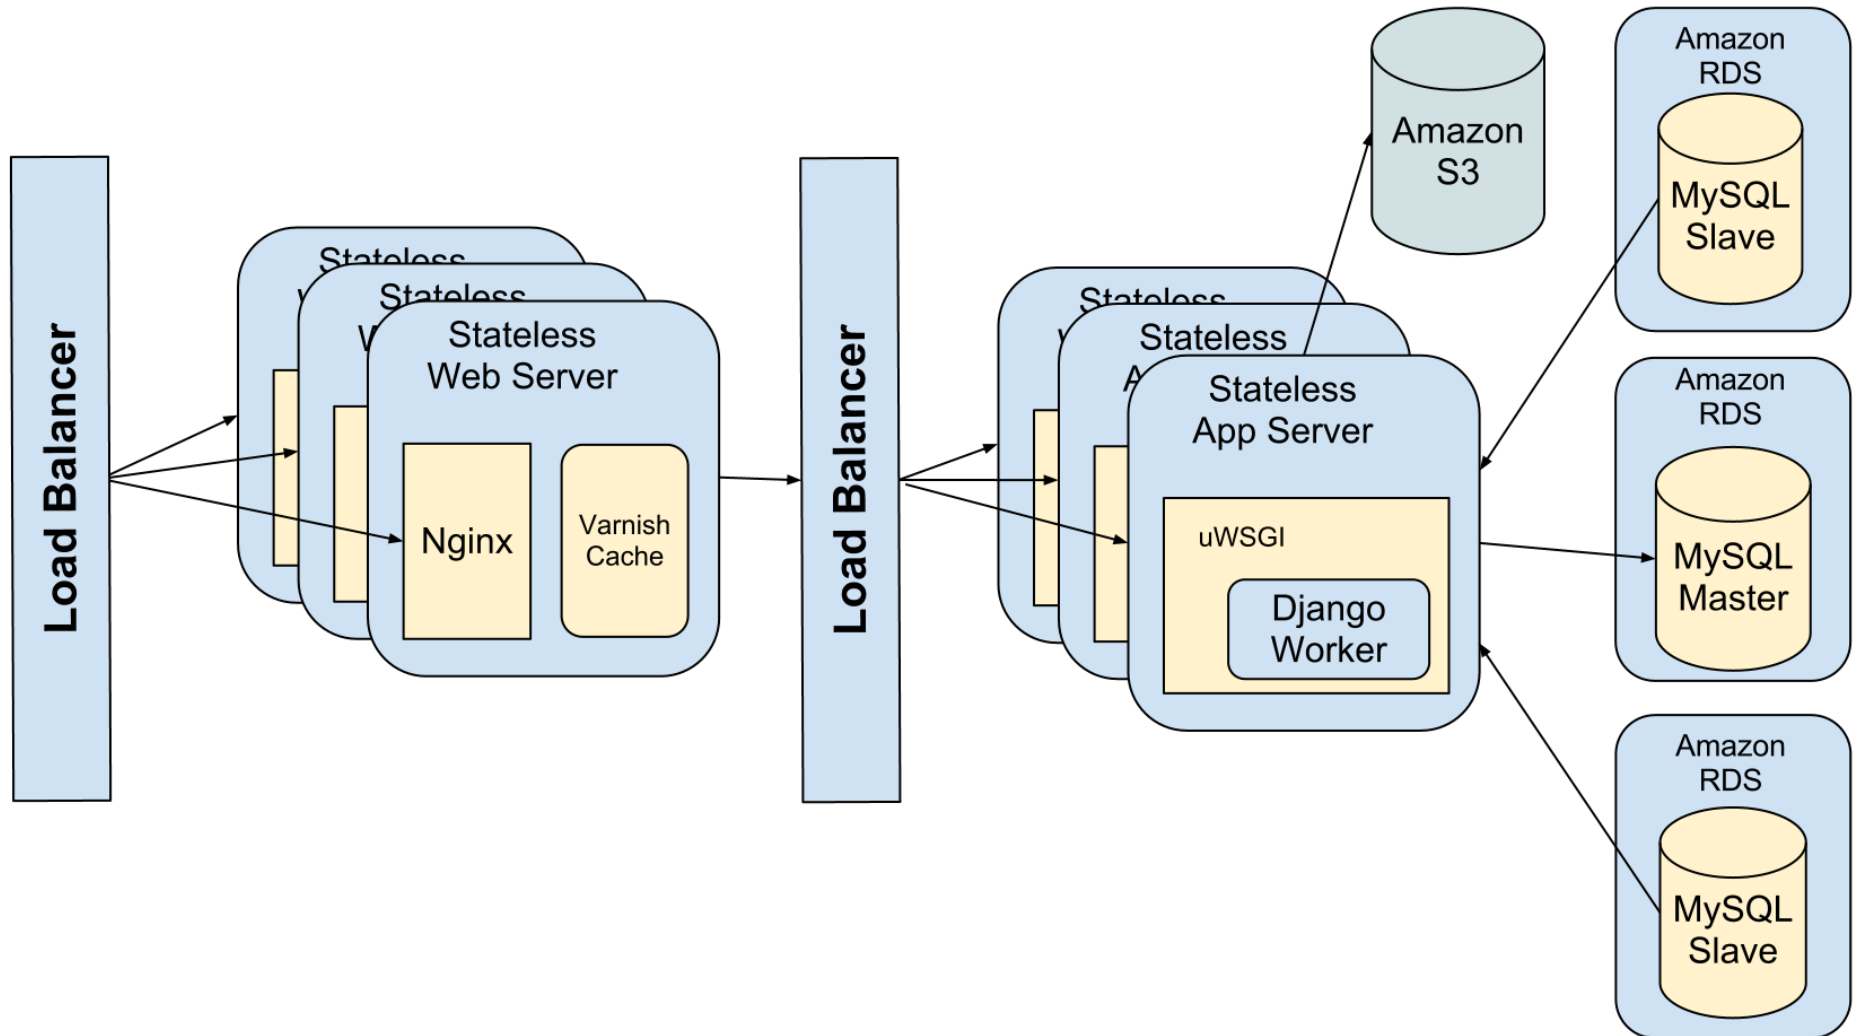 Load Balancer
Stateless
Stateless
Stateless
Web Server
Nginx
Varnish
Cache
Load Balancer
Stateless
Stateless
Stateless
App Server
uWSGI
Django
Worker
Amazon
S3
Amazon
RDS
MySQL
Slave
Amazon
RDS
MySQL
Master
Amazon
RDS
MySQL
Slave